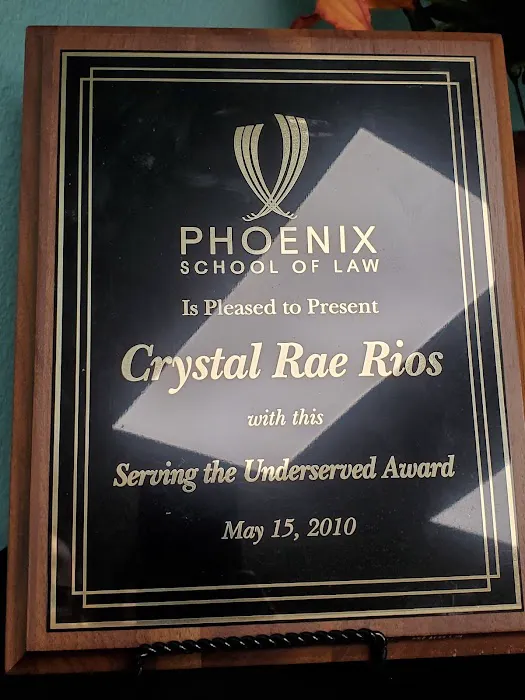 PHOENIX
SCHOOL OF LAW
Is Pleased to Present
Crystal Rae Rios
with this
Serving the Underserved Award
May 15, 2010